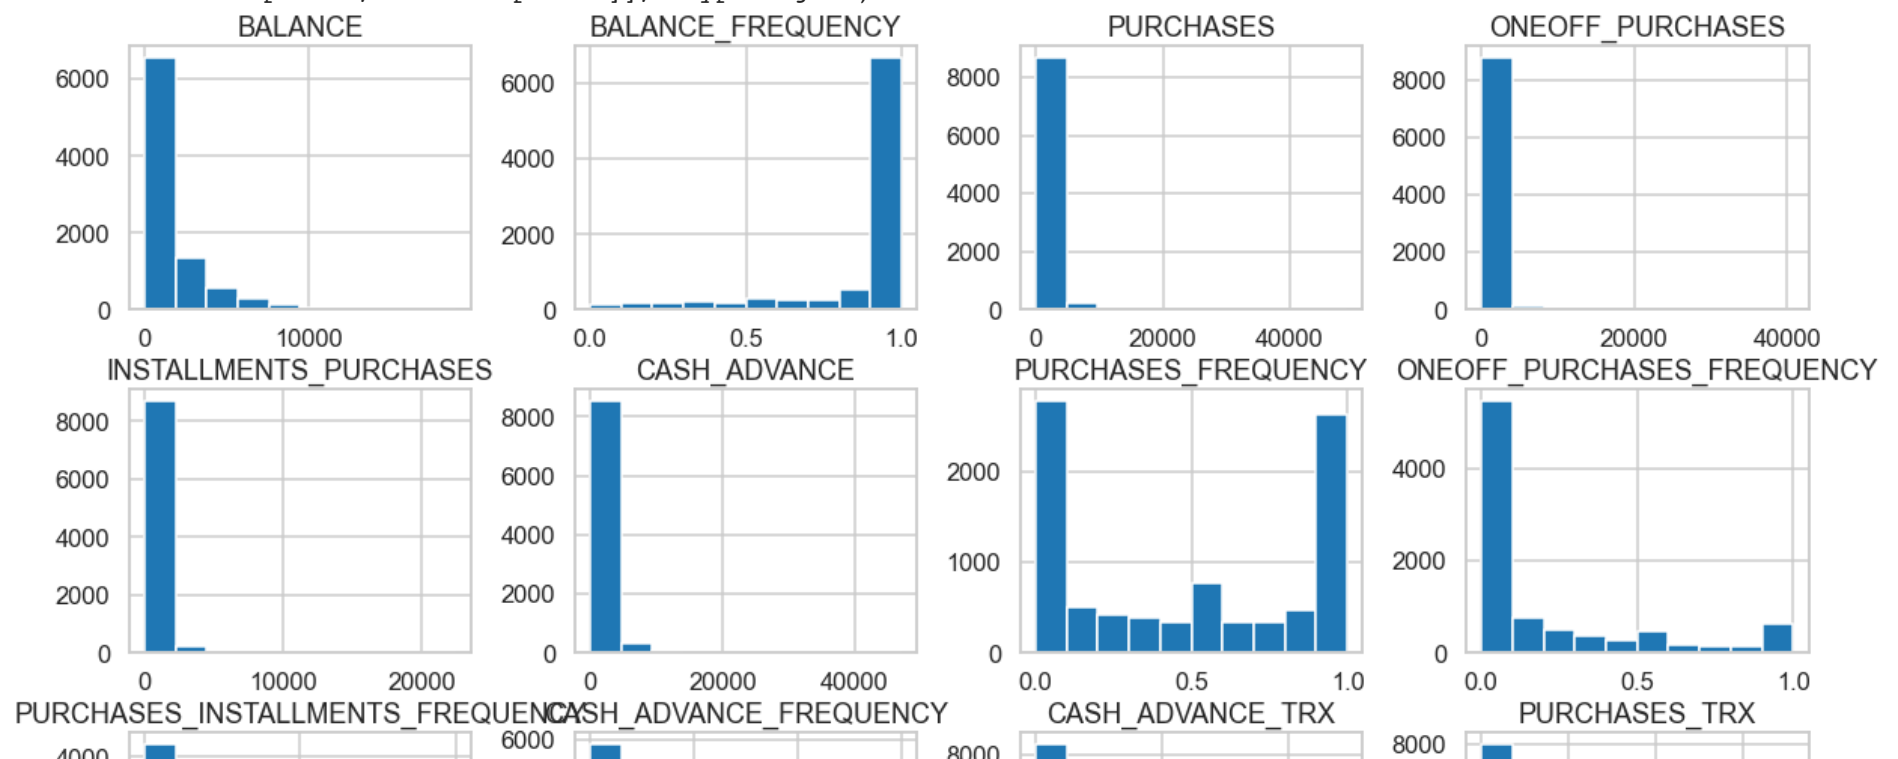 BALANCE BALANCE_FREQUENCY PURCHASES ONEOFF_PURCHASES
6000 6000 8000 8000
4000 4000 6000 6000
2000 2000 4000 4000
2000 2000
0 0 0 0
0 10000 0.0 0.5 1.0 0 20000 40000 0 20000 40000
INSTALLMENTS_PURCHASES CASH_ADVANCE PURCHASES_FREQUENCY ONEOFF_PURCHASES_FREQUENCY
8000 8000 2000 4000
6000 6000 1000 2000
4000 4000
2000 2000
0 0 0 0
0 10000 20000 0 20000 40000 0.0 0.5 1.0 0.0 0.5 1.0
PURCHASES_INSTALLMENTS_FREQUENCY CASH_ADVANCE_FREQUENCY CASH_ADVANCE_TRX PURCHASES_TRX
4000 6000 8000 8000